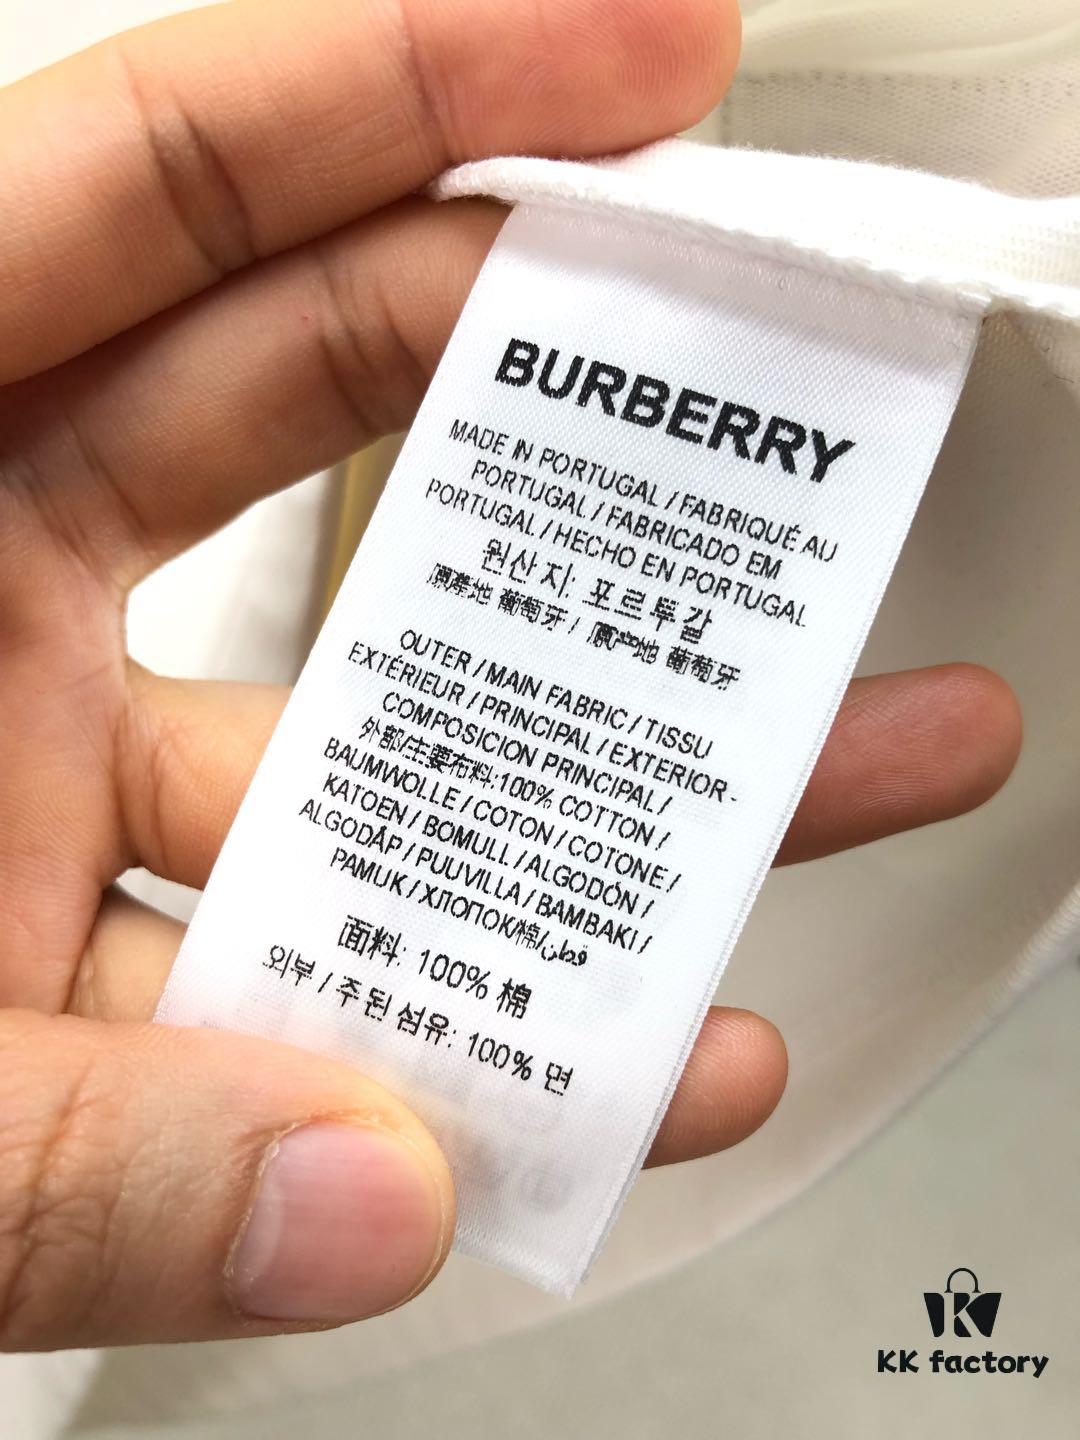 BURBERRY
MADE IN PORTUGAL / FABRIQUÉ AU
PORTUGAL / FABRICADO EM
PORTUGAL / HECHO EN PORTUGAL
원산지: 포르투갈
原產地 葡萄牙 / 原产地 葡萄牙
OUTER / MAIN FABRIC / TISSU
EXTÉRIEUR / PRINCIPAL / EXTERIOR-
COMPOSICION PRINCIPAL /
外部/主要布料:100% COTTON /
BAUMWOLLE / COTON / COTONE /
KATOEN / BOMULL / ALGODÓN /
ALGODÃP / PUUVILLA / BAMBAKI /
PAMUK / ХЛОПОК/棉/قطن
面料: 100% 棉
외부 / 주된 섬유: 100% 면
KK factory